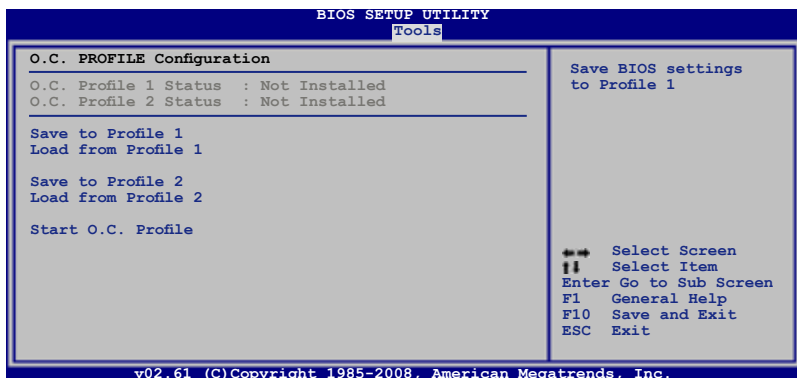 BIOS SETUP UTILITY
Tools
O.C. PROFILE Configuration
O.C. Profile 1 Status : Not Installed
O.C. Profile 2 Status : Not Installed
Save to Profile 1
Load from Profile 1
Save to Profile 2
Load from Profile 2
Start O.C. Profile
Save BIOS settings
to Profile 1
Select Screen
Select Item
Enter Go to Sub Screen
F1 General Help
F10 Save and Exit
ESC Exit
v02.61 (C)Copyright 1985-2008, American Megatrends, Inc.